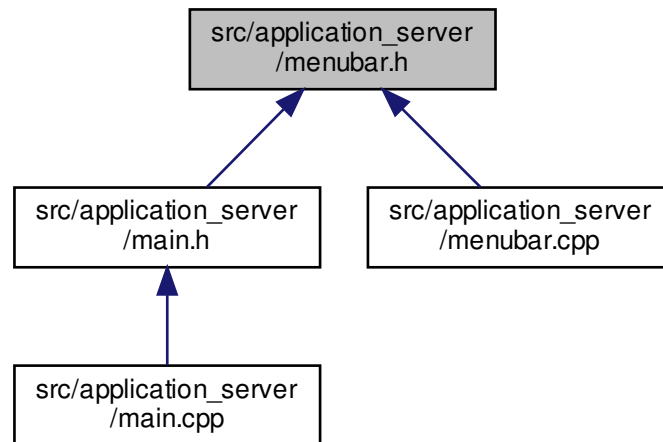 src/application_server
/menubar.h
src/application_server
/main.h
src/application_server
/menubar.cpp
src/application_server
/main.cpp